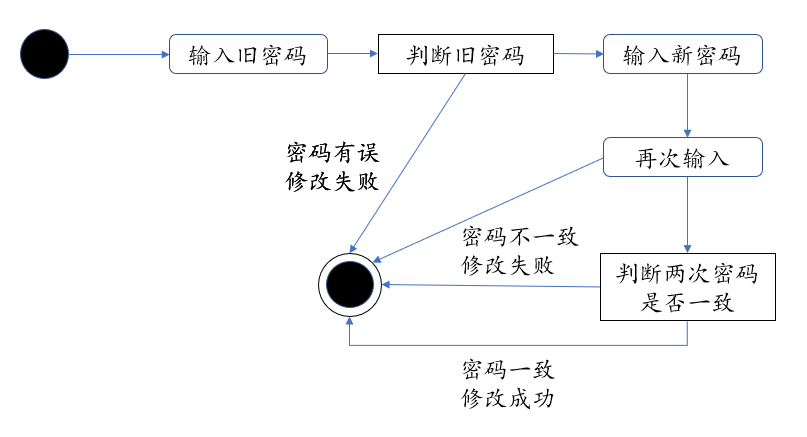 输入旧密码
判断旧密码
输入新密码
密码有误
修改失败
再次输入
密码不一致
修改失败
判断两次密码
是否一致
密码一致
修改成功